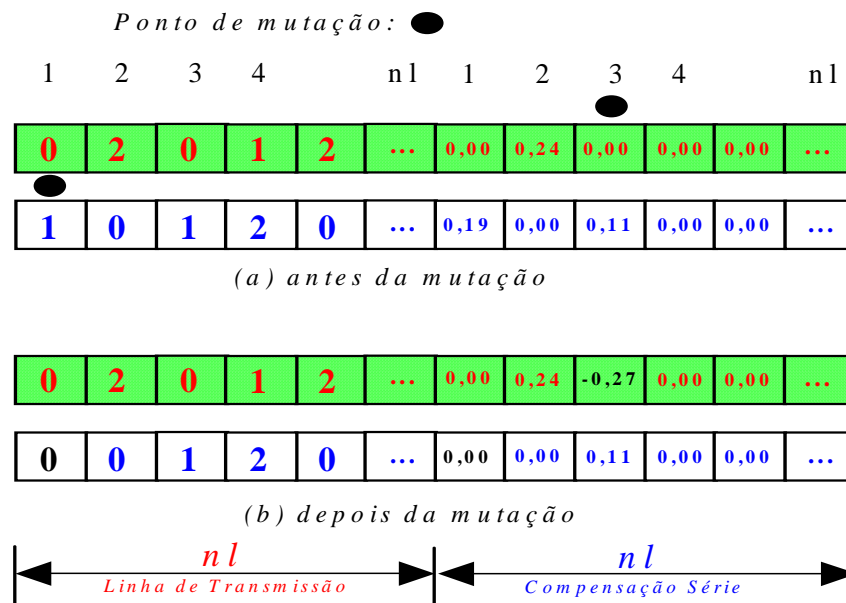 Ponto de mutação:
1 2 3 4 nl 1 2 3 4 nl
0 2 0 1 2 ... 0,00 0,24 0,00 0,00 0,00 ...
1 0 1 2 0 ... 0,19 0,00 0,11 0,00 0,00 ...
(a) antes da mutação
0 2 0 1 2 ... 0,00 0,24 -0,27 0,00 0,00 ...
0 0 1 2 0 ... 0,00 0,00 0,11 0,00 0,00 ...
(b) depois da mutação
nl nl
Linha de Transmissão Compensação Série